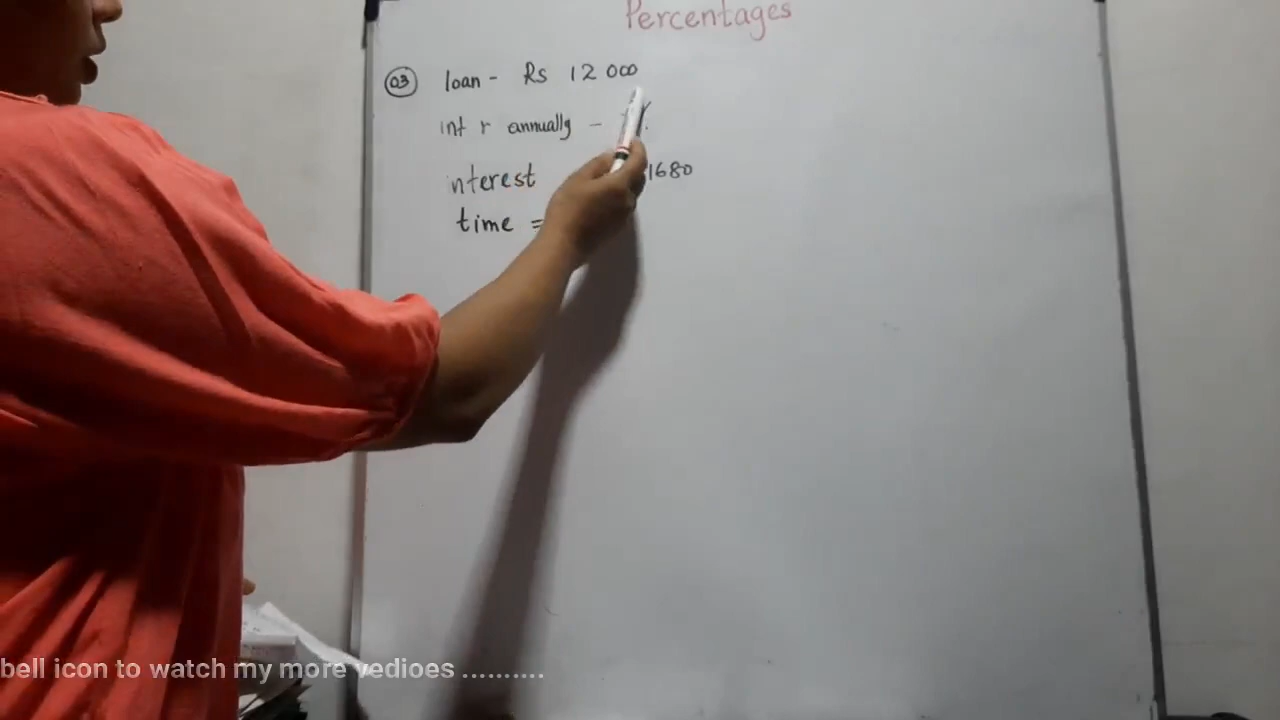 Percentages
03 loan - Rs 12 000
int r annually - %
interest 1680
time =
bell icon to watch my more vedioes ..........